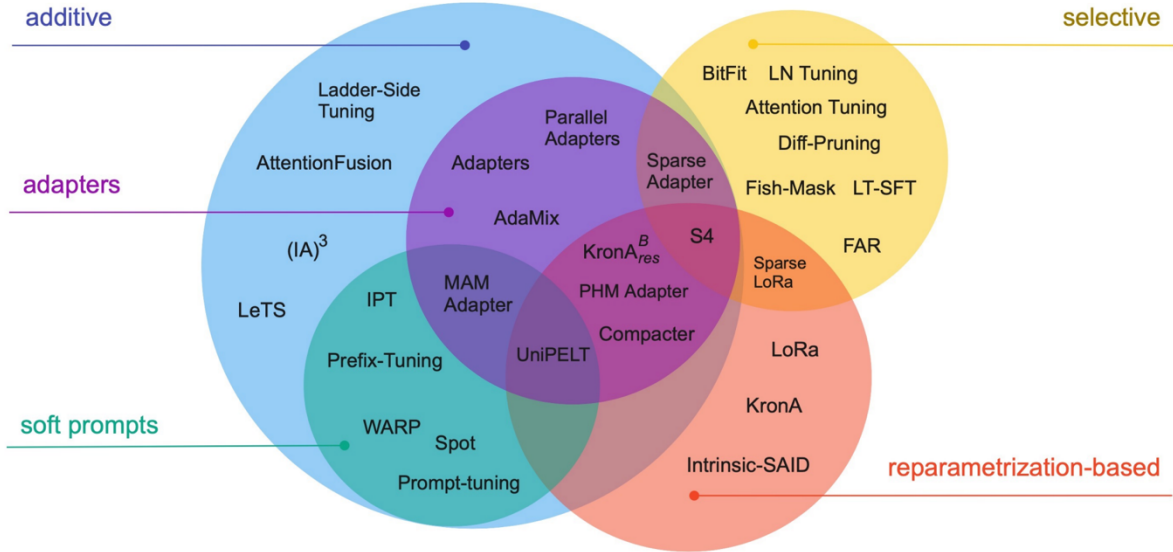 additive
selective
adapters
soft prompts
reparametrization-based
Ladder-Side
Tuning
AttentionFusion
(IA)³
LeTS
Parallel
Adapters
Adapters
AdaMix
Sparse
Adapter
BitFit
LN Tuning
Attention Tuning
Diff-Pruning
Fish-Mask
LT-SFT
FAR
S4
KronA^B_res
PHM Adapter
Compacter
Sparse
LoRa
MAM
Adapter
IPT
UniPELT
Prefix-Tuning
WARP
Spot
Prompt-tuning
LoRa
KronA
Intrinsic-SAID